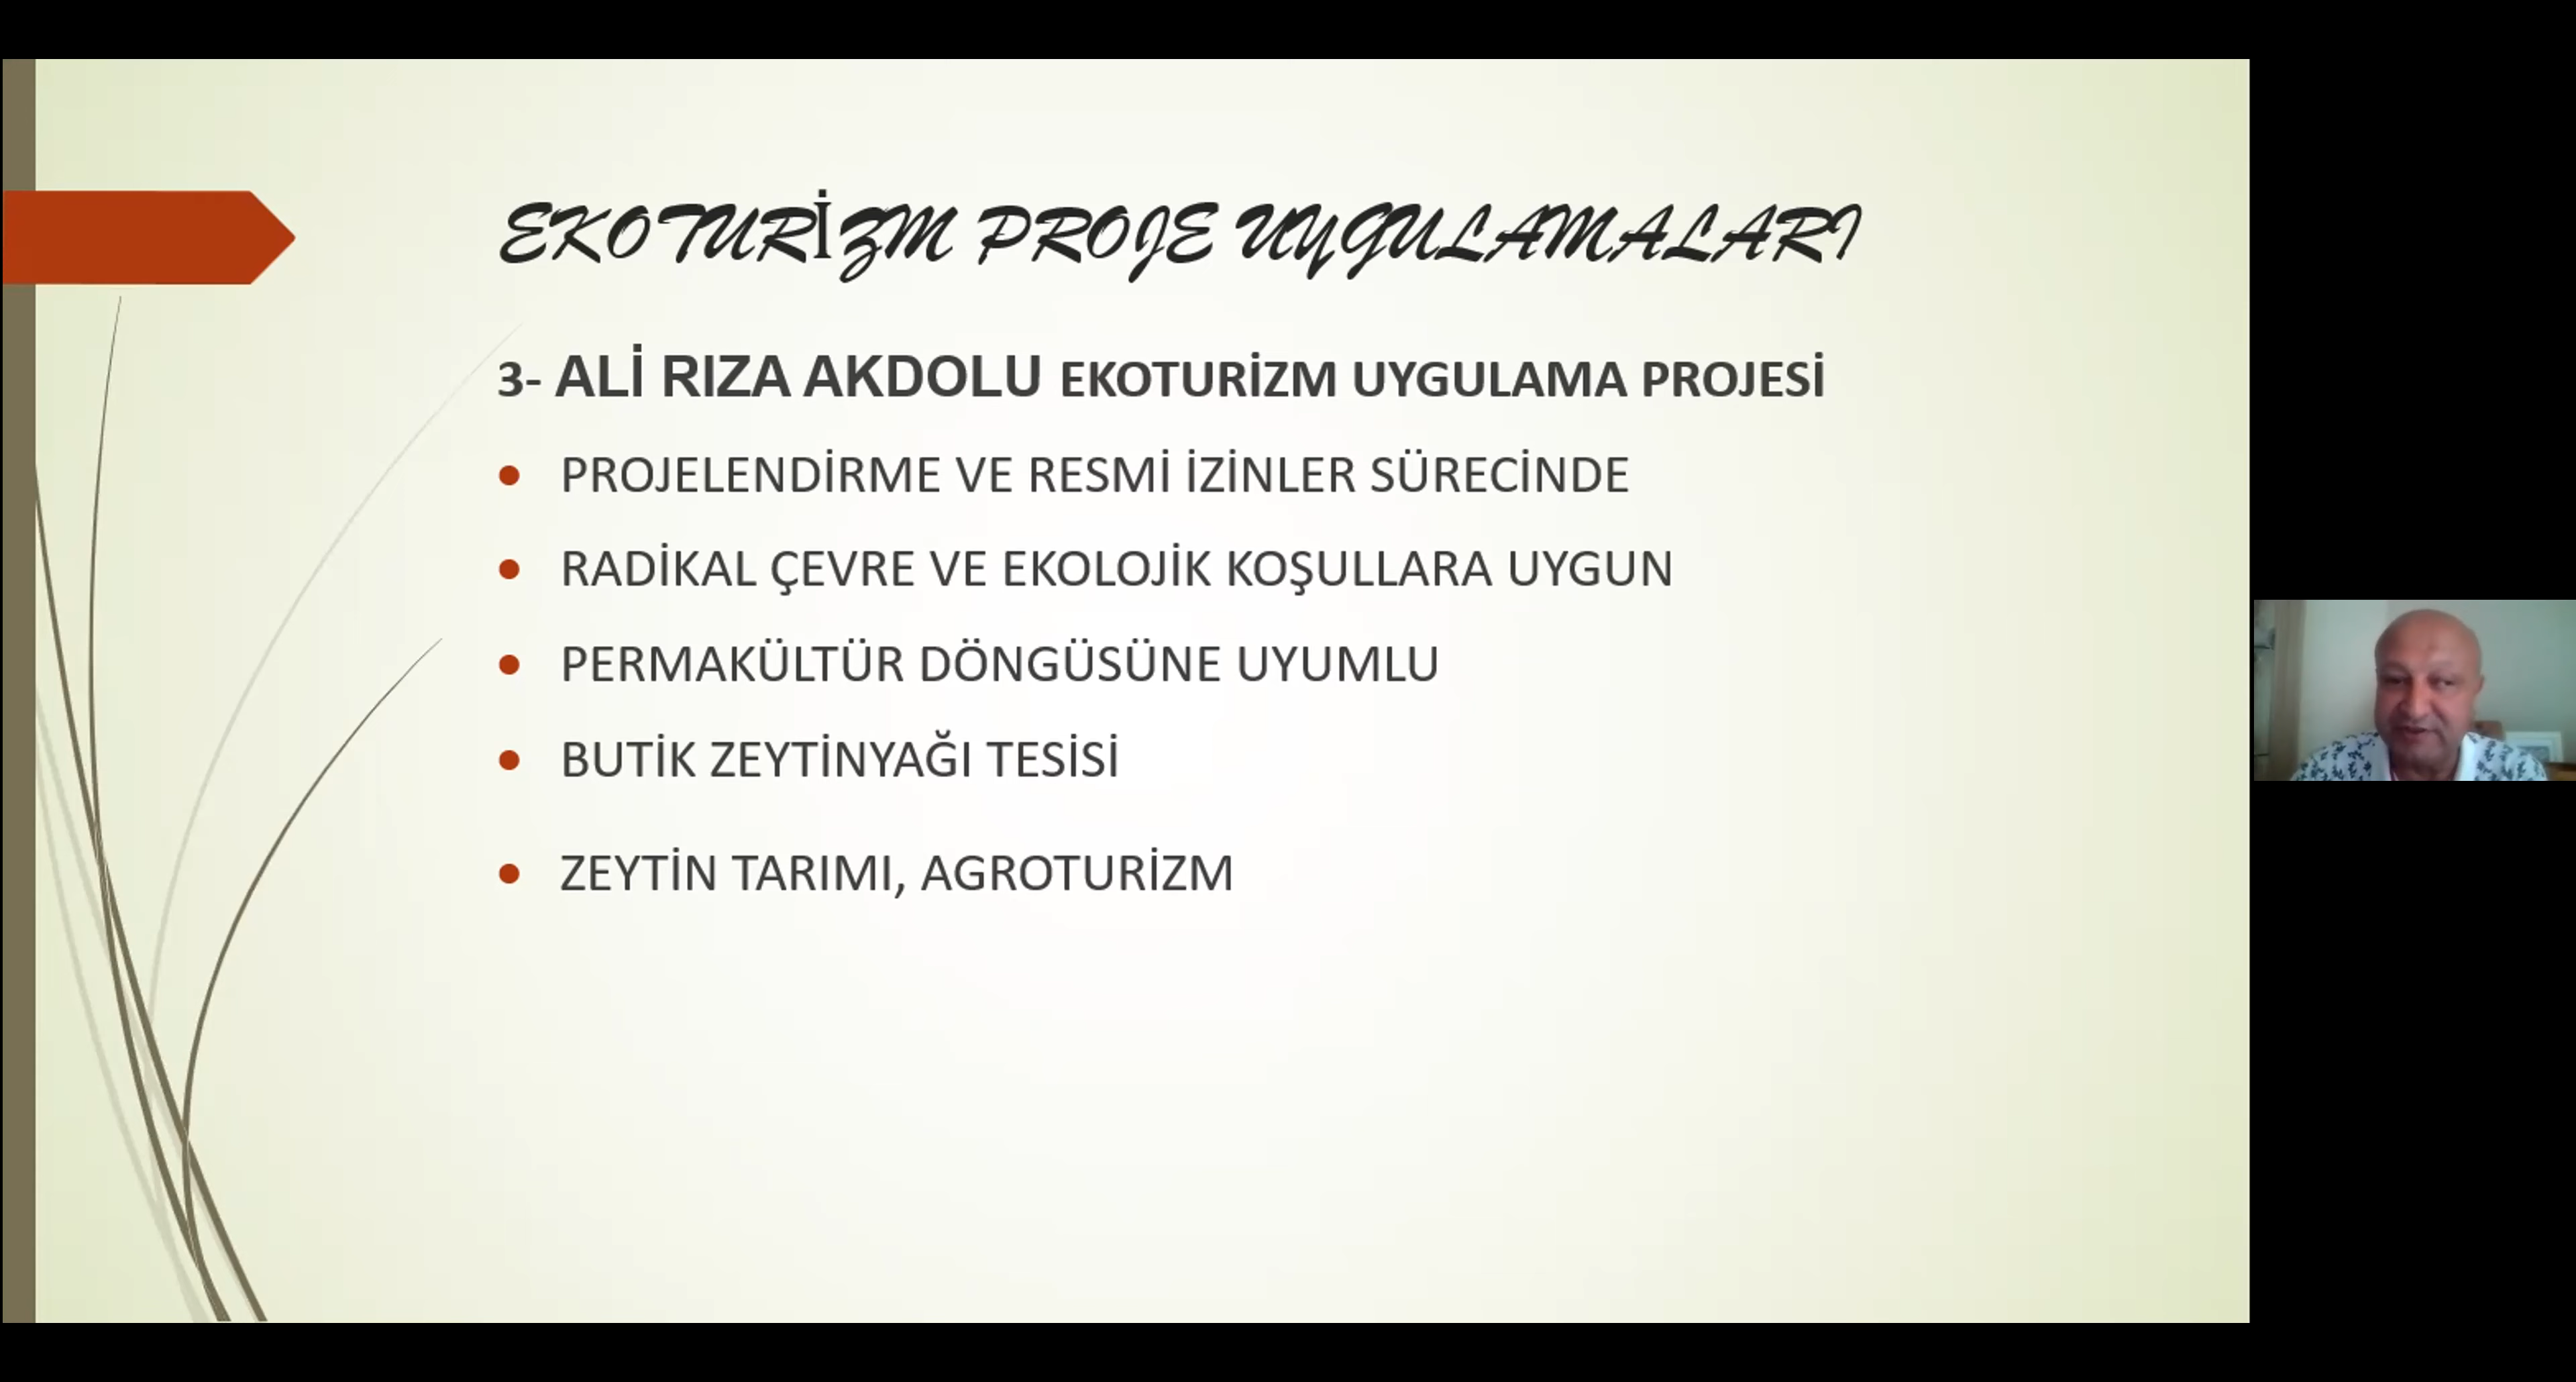 EKOTURİZM PROJE UYGULAMALARI
3- ALİ RIZA AKDOLU EKOTURİZM UYGULAMA PROJESİ
PROJELENDİRME VE RESMİ İZİNLER SÜRECİNDE
RADİKAL ÇEVRE VE EKOLOJİK KOŞULLARA UYGUN
PERMAKÜLTÜR DÖNGÜSÜNE UYUMLU
BUTİK ZEYTİNYAĞI TESİSİ
ZEYTİN TARIMI, AGROTURİZM